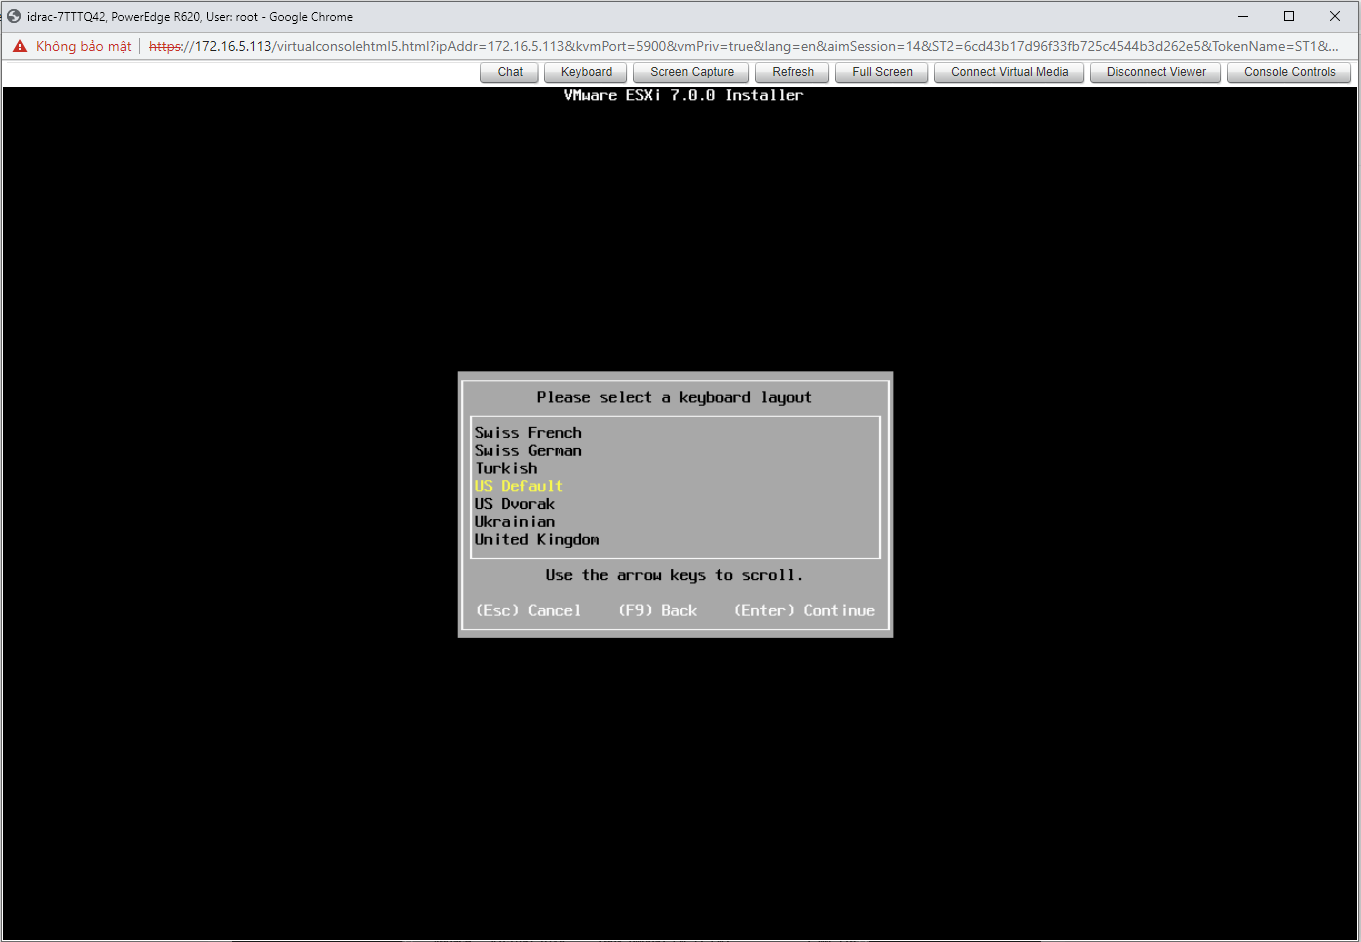 idrac-7TTTQ42, PowerEdge R620, User: root - Google Chrome
Không bảo mật | https://172.16.5.113/virtualconsolehtml5.html?ipAddr=172.16.5.113&kvmPort=5900&vmPriv=true&lang=en&aimSession=14&ST2=6cd43b17d96f33fb725c4544b3d262e5&TokenName=ST1&...
Chat Keyboard Screen Capture Refresh Full Screen Connect Virtual Media Disconnect Viewer Console Controls
VMware ESXi 7.0.0 Installer
Please select a keyboard layout
Swiss French
Swiss German
Turkish
US Default
US Dvorak
Ukrainian
United Kingdom
Use the arrow keys to scroll.
(Esc) Cancel (F9) Back (Enter) Continue